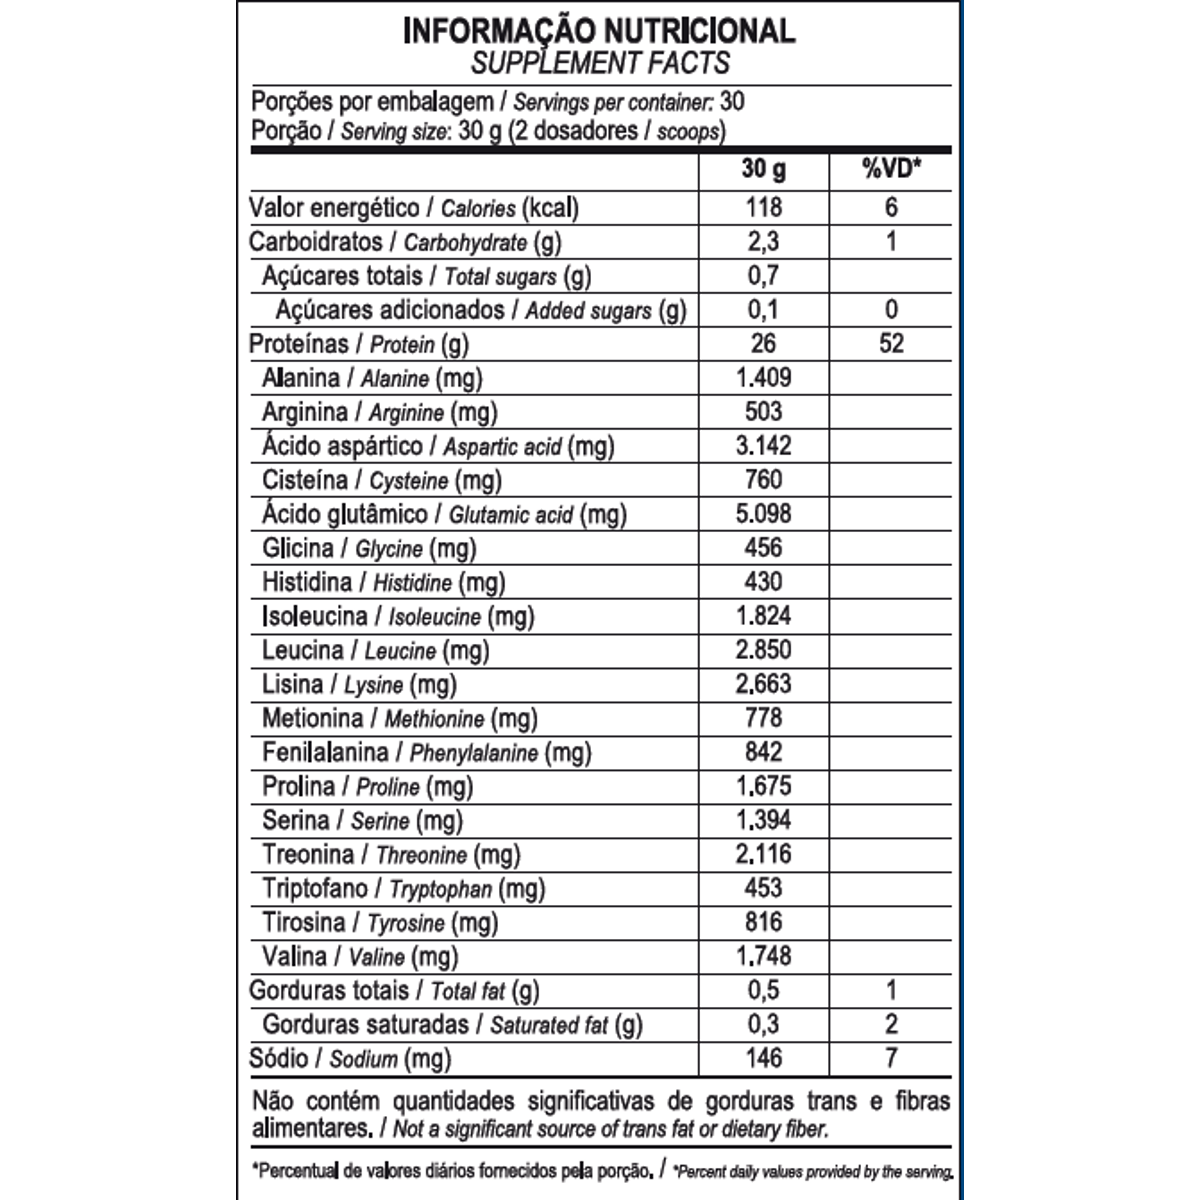 INFORMAÇÃO NUTRICIONAL
SUPPLEMENT FACTS
Porções por embalagem / Servings per container: 30
Porção / Serving size: 30 g (2 dosadores / scoops)
30 g %VD*
Valor energético / Calories (kcal) 118 6
Carboidratos / Carbohydrate (g) 2,3 1
Açúcares totais / Total sugars (g) 0,7
Açúcares adicionados / Added sugars (g) 0,1 0
Proteínas / Protein (g) 26 52
Alanina / Alanine (mg) 1.409
Arginina / Arginine (mg) 503
Ácido aspártico / Aspartic acid (mg) 3.142
Cisteína / Cysteine (mg) 760
Ácido glutâmico / Glutamic acid (mg) 5.098
Glicina / Glycine (mg) 456
Histidina / Histidine (mg) 430
Isoleucina / Isoleucine (mg) 1.824
Leucina / Leucine (mg) 2.850
Lisina / Lysine (mg) 2.663
Metionina / Methionine (mg) 778
Fenilalanina / Phenylalanine (mg) 842
Prolina / Proline (mg) 1.675
Serina / Serine (mg) 1.394
Treonina / Threonine (mg) 2.116
Triptofano / Tryptophan (mg) 453
Tirosina / Tyrosine (mg) 816
Valina / Valine (mg) 1.748
Gorduras totais / Total fat (g) 0,5 1
Gorduras saturadas / Saturated fat (g) 0,3 2
Sódio / Sodium (mg) 146 7
Não contém quantidades significativas de gorduras trans e fibras
alimentares. / Not a significant source of trans fat or dietary fiber.
*Percentual de valores diários fornecidos pela porção. / *Percent daily values provided by the serving.